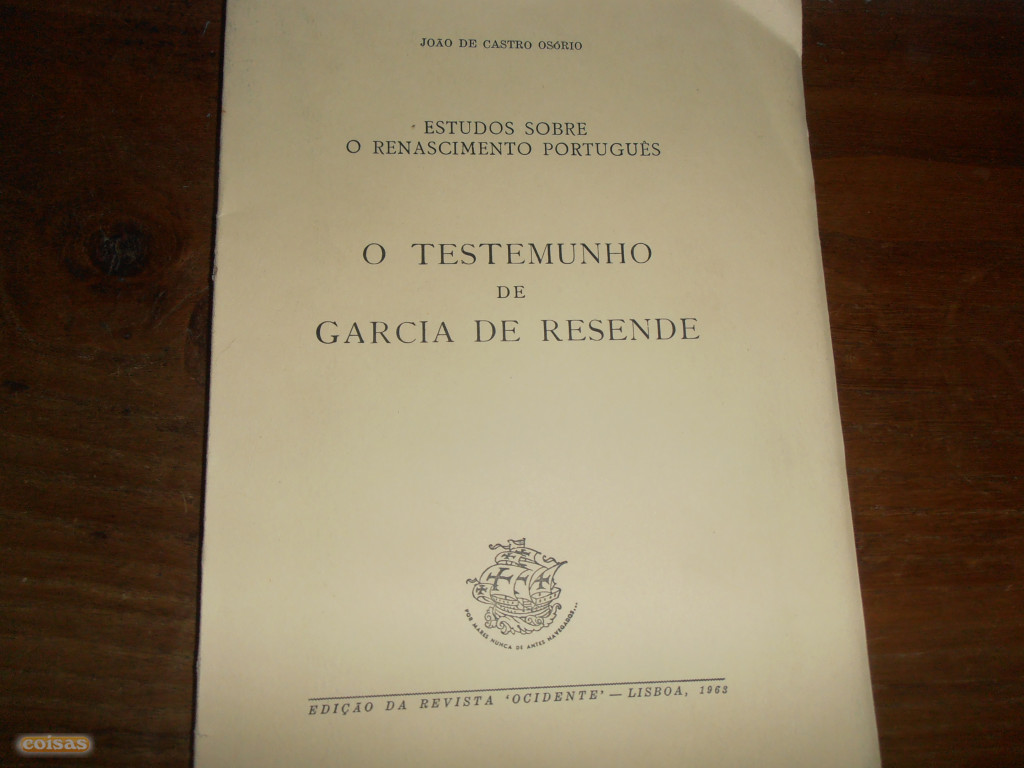 JOÃO DE CASTRO OSÓRIO
ESTUDOS SOBRE
O RENASCIMENTO PORTUGUÊS
O TESTEMUNHO
DE
GARCIA DE RESENDE
POR MARES NUNCA DE ANTES NAVEGADOS...
EDIÇÃO DA REVISTA 'OCIDENTE' — LISBOA, 1963
coisas